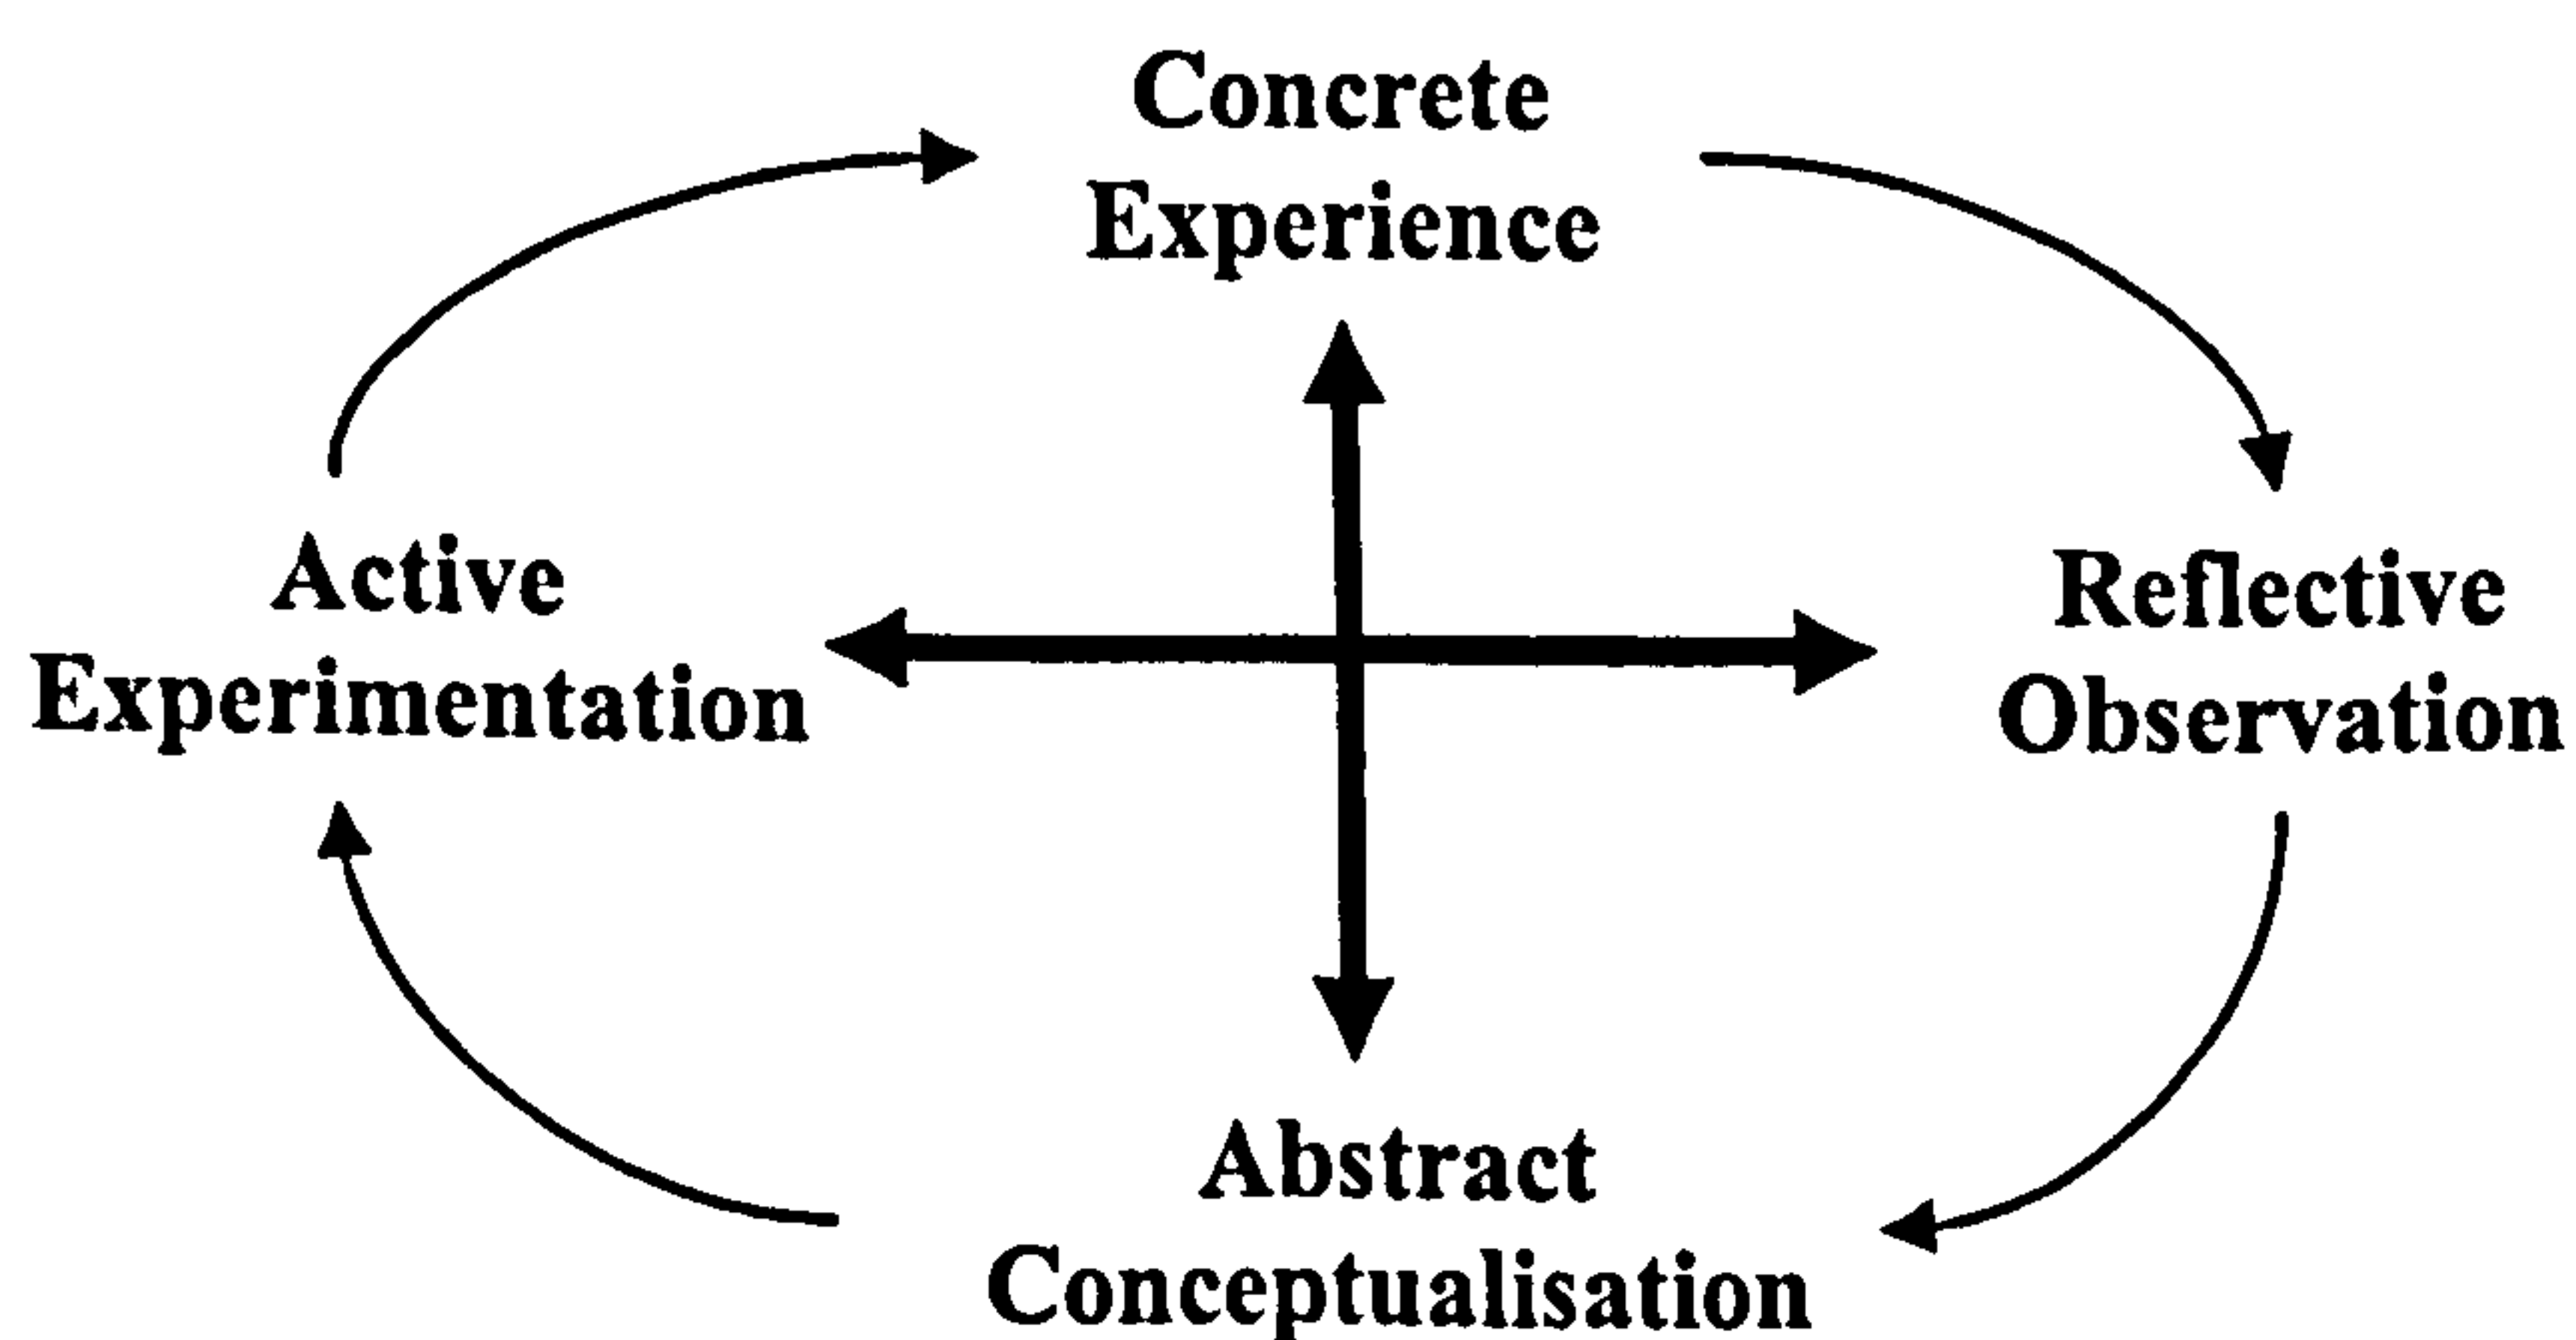 Concrete
Experience
Active
Experimentation
Reflective
Observation
Abstract
Conceptualisation